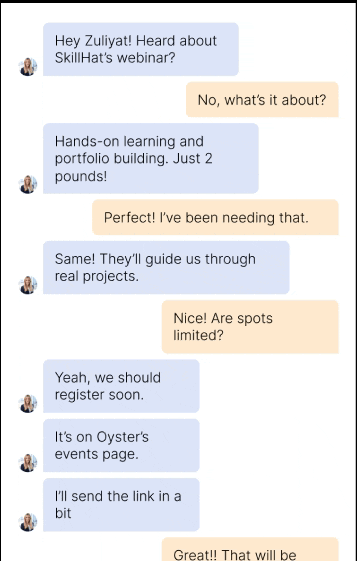 Hey Zuliyat! Heard about
SkillHat’s webinar?
No, what’s it about?
Hands-on learning and
portfolio building. Just 2
pounds!
Perfect! I’ve been needing that.
Same! They’ll guide us through
real projects.
Nice! Are spots
limited?
Yeah, we should
register soon.
It’s on Oyster’s
events page.
I’ll send the link in a
bit
Great!! That will be